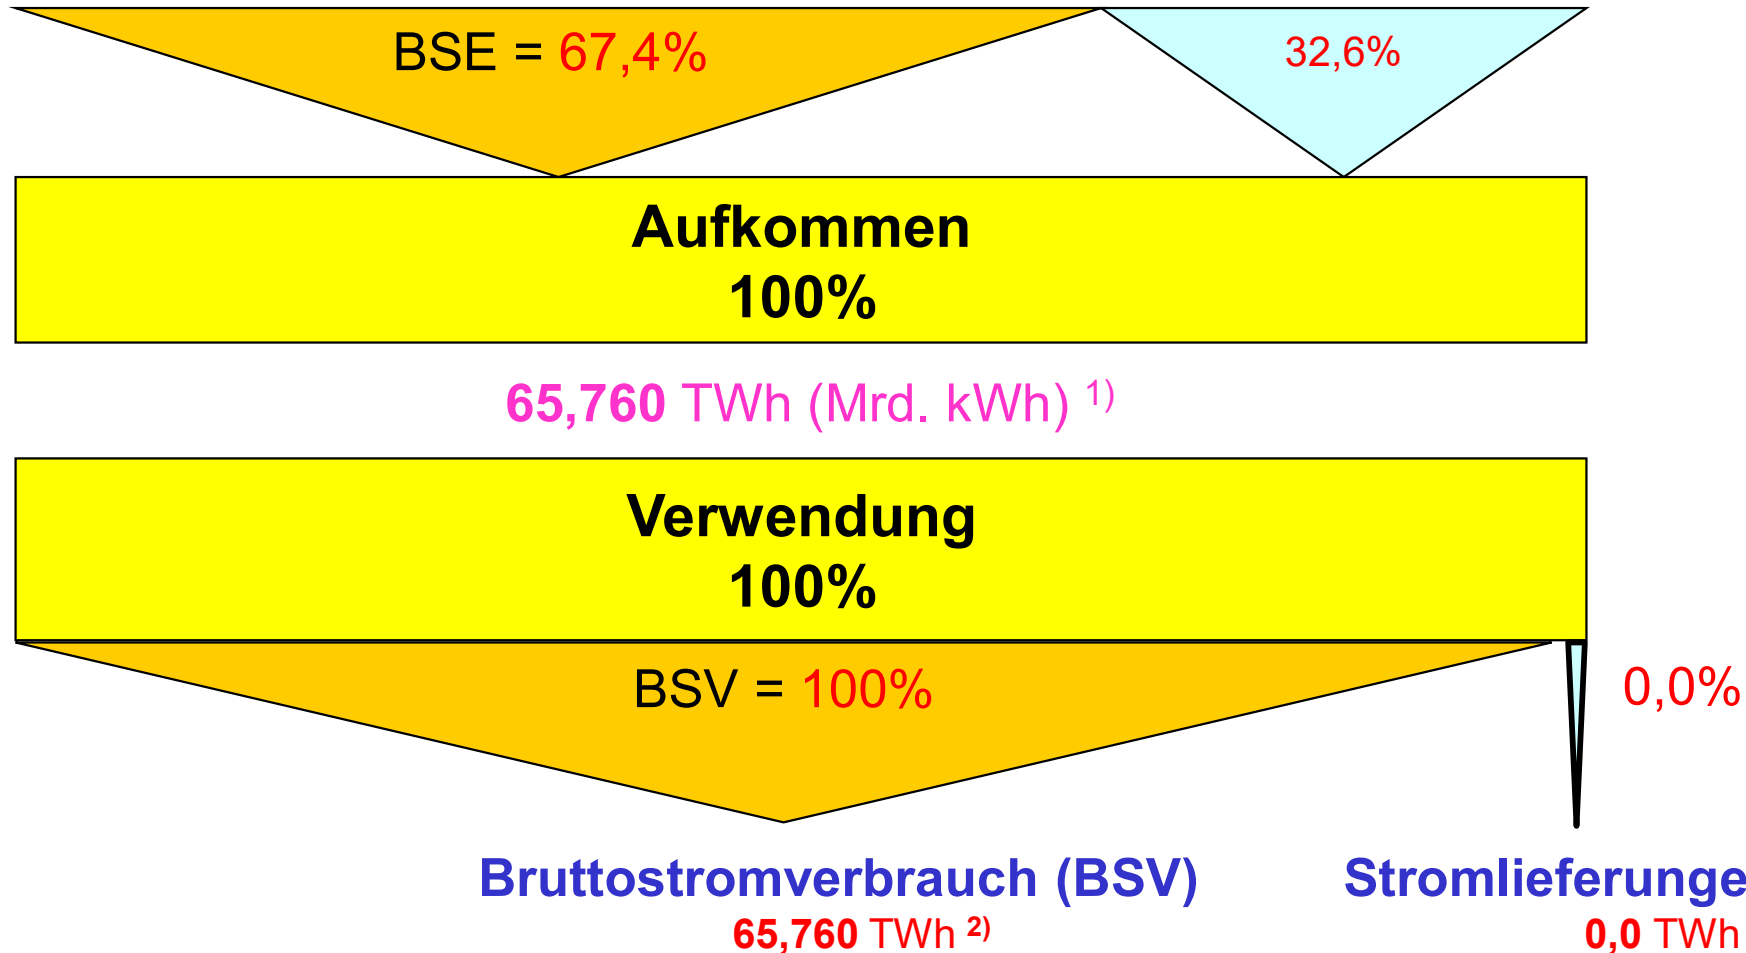 BSE = 67,4%
32,6%
Aufkommen
100%
65,760 TWh (Mrd. kWh) 1)
Verwendung
100%
BSV = 100%
0,0%
Bruttostromverbrauch (BSV)
65,760 TWh 2)
Stromlieferunge
0,0 TWh